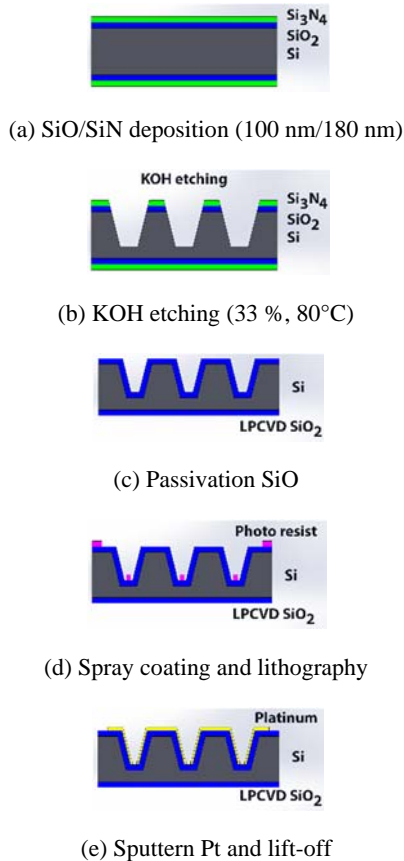 Si3N4
SiO2
Si
(a) SiO/SiN deposition (100 nm/180 nm)
KOH etching
Si3N4
SiO2
Si
(b) KOH etching (33 %, 80°C)
Si
LPCVD SiO2
(c) Passivation SiO
Photo resist
Si
LPCVD SiO2
(d) Spray coating and lithography
Platinum
Si
LPCVD SiO2
(e) Sputtern Pt and lift-off